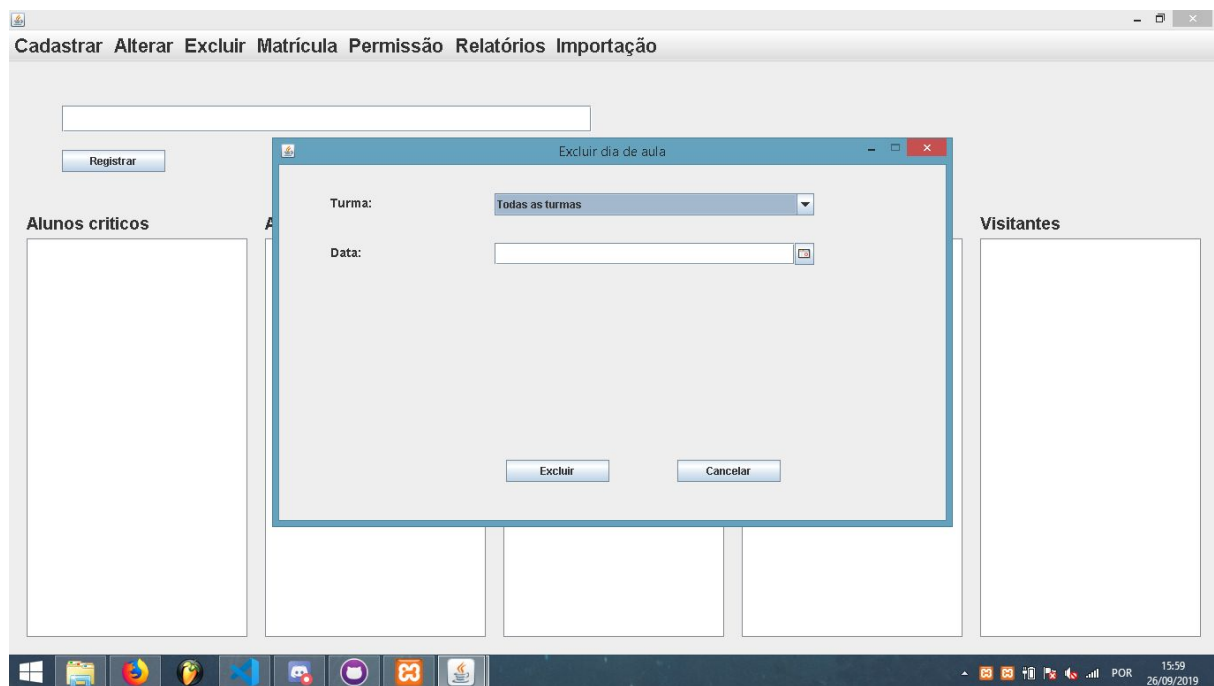 Cadastrar Alterar Excluir Matrícula Permissão Relatórios Importação
Registrar
Excluir dia de aula
Turma:
Todas as turmas
Data:
Alunos criticos
A
Visitantes
Excluir
Cancelar
POR
15:59
26/09/2019